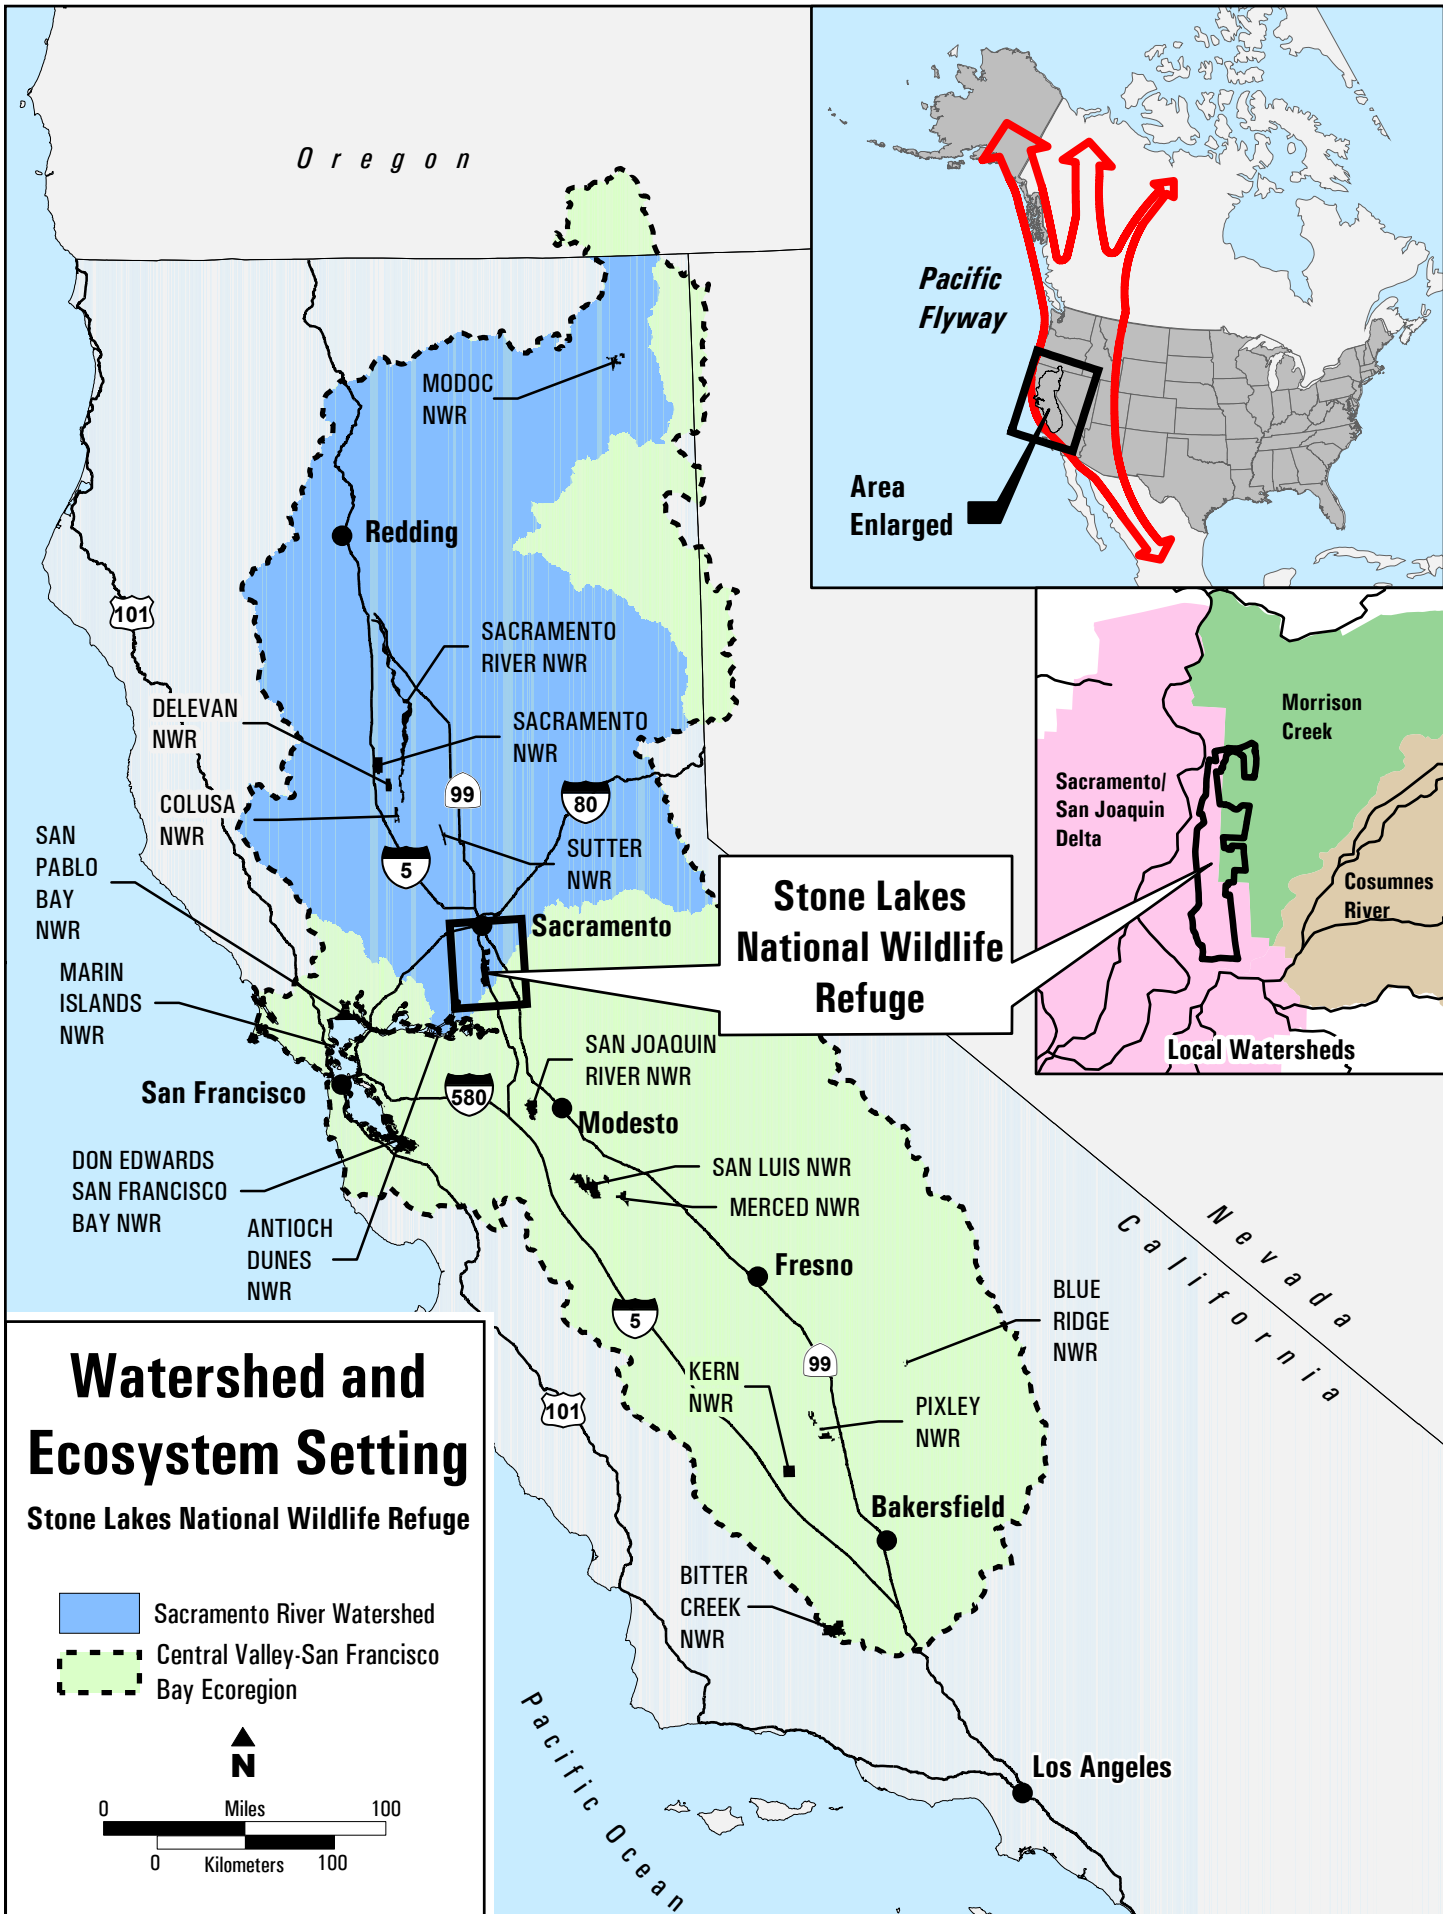 Oregon
Pacific
Flyway
Area
Enlarged
MODOC
NWR
Redding
101
SACRAMENTO
RIVER NWR
DELEVAN
NWR
SACRAMENTO
NWR
99
80
COLUSA
NWR
SAN
PABLO
BAY
NWR
5
SUTTER
NWR
Sacramento
Stone Lakes
National Wildlife
Refuge
Morrison
Creek
Sacramento/
San Joaquin
Delta
Cosumnes
River
Local Watersheds
MARIN
ISLANDS
NWR
San Francisco
580
SAN JOAQUIN
RIVER NWR
Modesto
DON EDWARDS
SAN FRANCISCO
BAY NWR
ANTIOCH
DUNES
NWR
SAN LUIS NWR
MERCED NWR
Fresno
Nevada
California
5
99
101
BLUE
RIDGE
NWR
KERN
NWR
PIXLEY
NWR
Bakersfield
BITTER
CREEK
NWR
Los Angeles
Pacific Ocean
Watershed and
Ecosystem Setting
Stone Lakes National Wildlife Refuge
Sacramento River Watershed
Central Valley-San Francisco
Bay Ecoregion
N
0 Miles 100
0 Kilometers 100